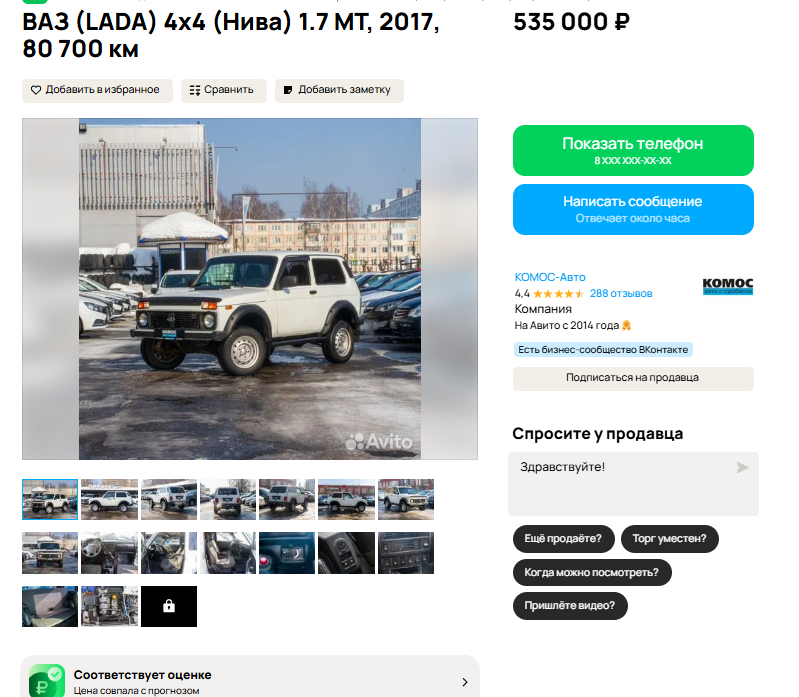 ВАЗ (LADA) 4x4 (Нива) 1.7 MT, 2017,
80 700 км
535 000 ₽
Добавить в избранное
Сравнить
Добавить заметку
Показать телефон
8 XXX XXX-XX-XX
Написать сообщение
Отвечает около часа
КОМОС
Avito
КОМОС-Авто
4,4
288 отзывов
Компания
На Авито с 2014 года
КОМОС
авто с пробегом
Есть бизнес-сообщество ВКонтакте
Подписаться на продавца
Спросите у продавца
Здравствуйте!
Ещё продаёте?
Торг уместен?
Когда можно посмотреть?
Пришлёте видео?
Соответствует оценке
Цена совпала с прогнозом